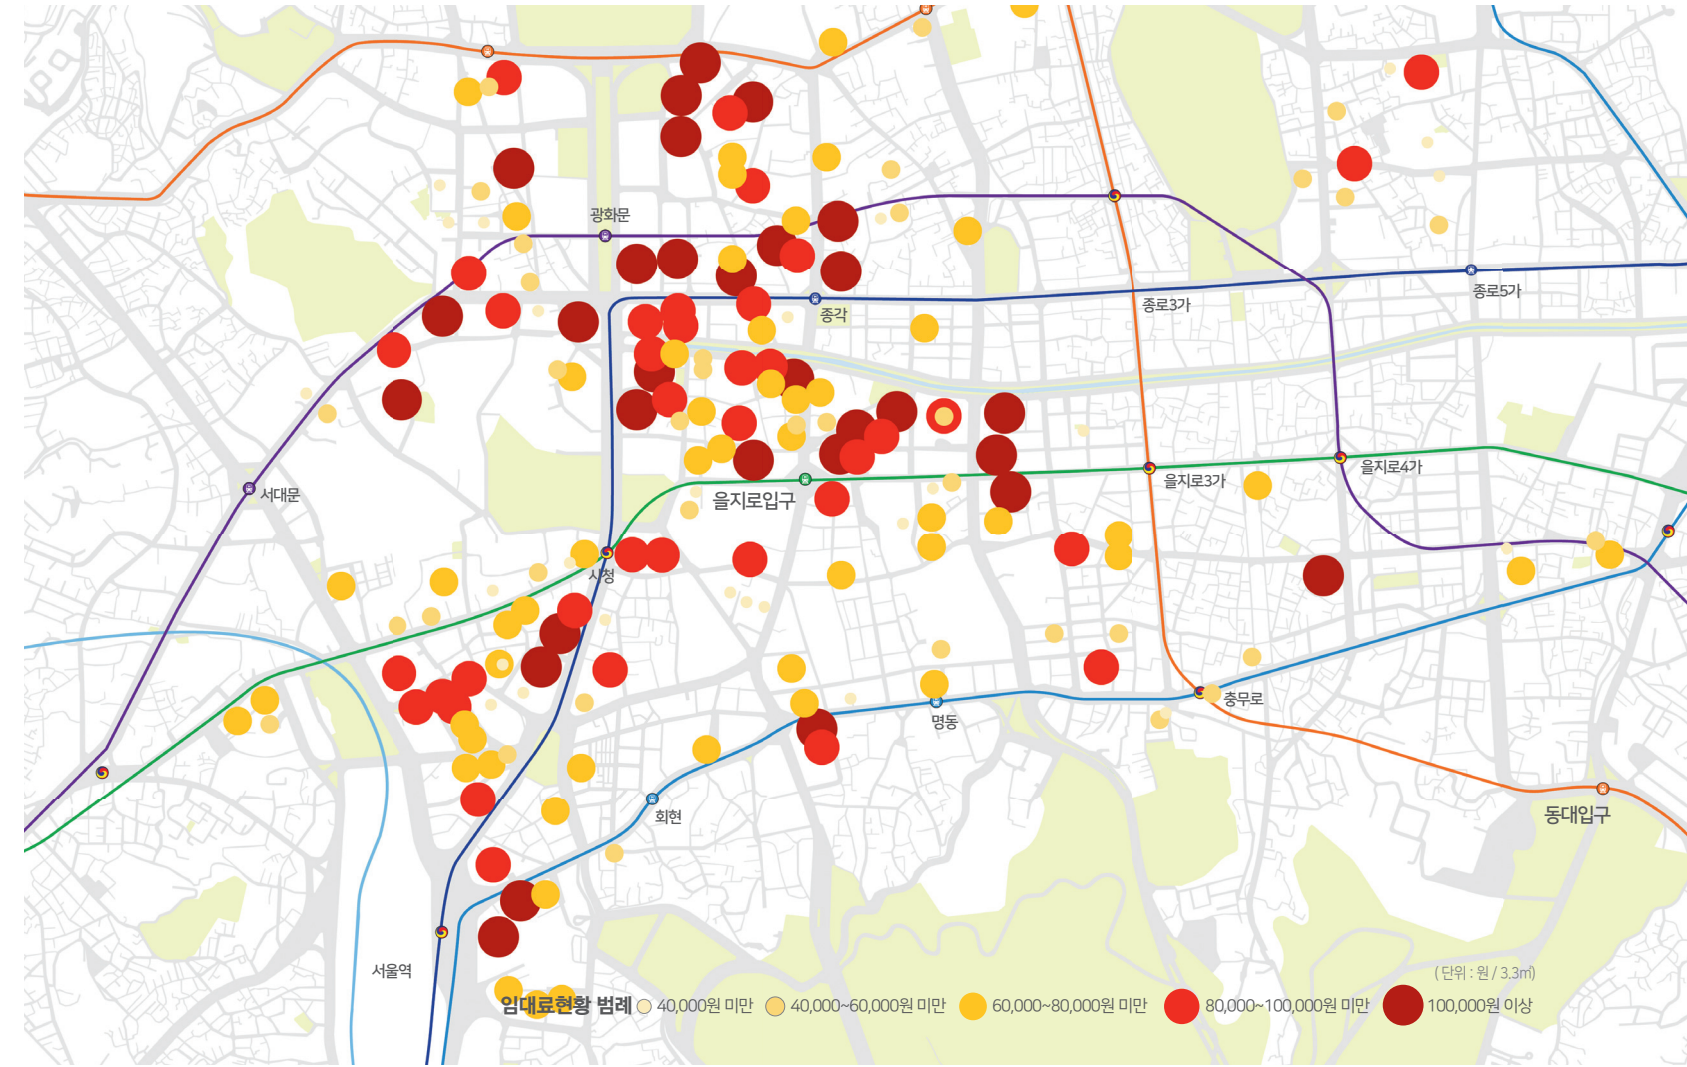 광화문
종각
종로3가
종로5가
서대문
을지로입구
을지로3가
을지로4가
시청
충무로
명동
회현
동대입구
서울역
(단위 : 원 / 3.3㎡)
임대료현황 범례 40,000원 미만 40,000~60,000원 미만 60,000~80,000원 미만 80,000~100,000원 미만 100,000원 이상